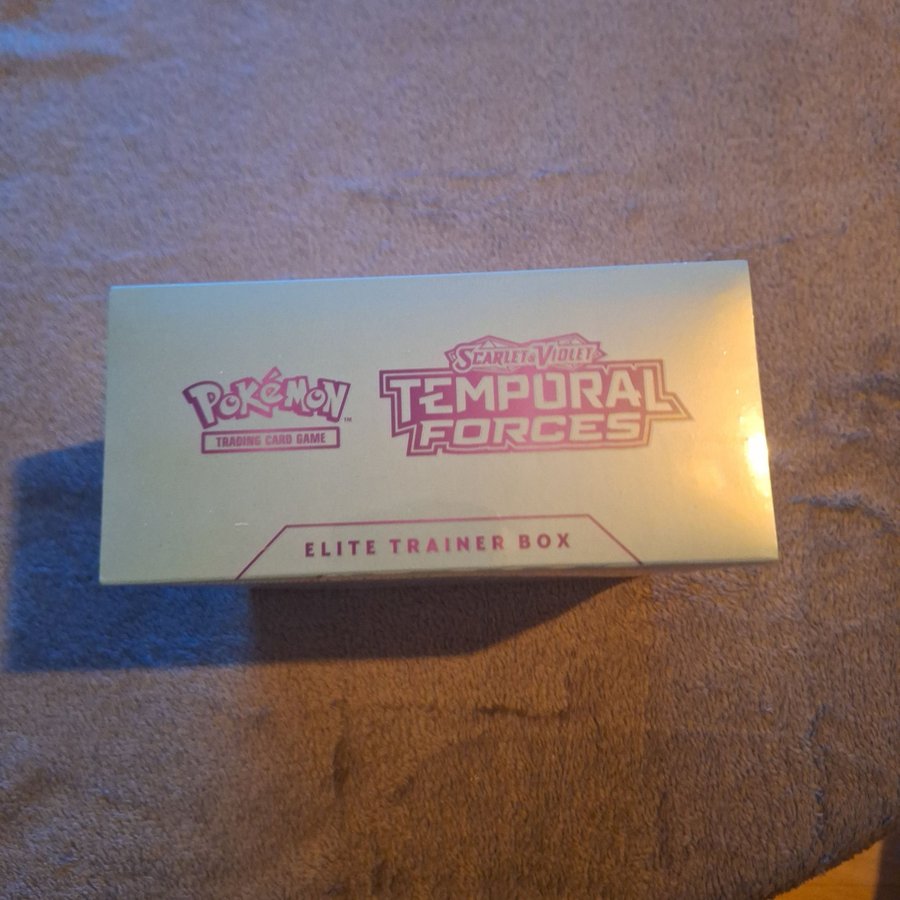 Pokémon
TRADING CARD GAME
SCARLET & VIOLET
TEMPORAL
FORCES
ELITE TRAINER BOX